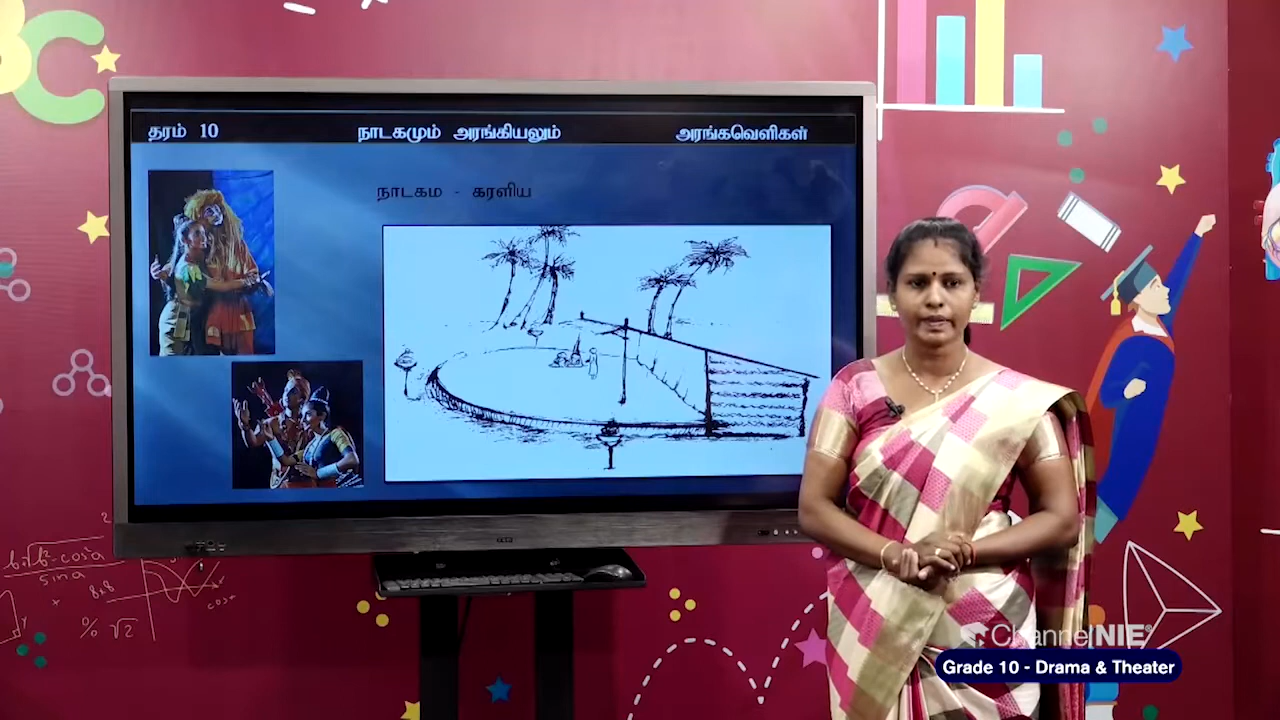 தரம் 10 நாடகமும் அரங்கியலும் அரங்கவெளிகள்
நாடகம - கரளிய
ChannelNIE
Grade 10 - Drama & Theater